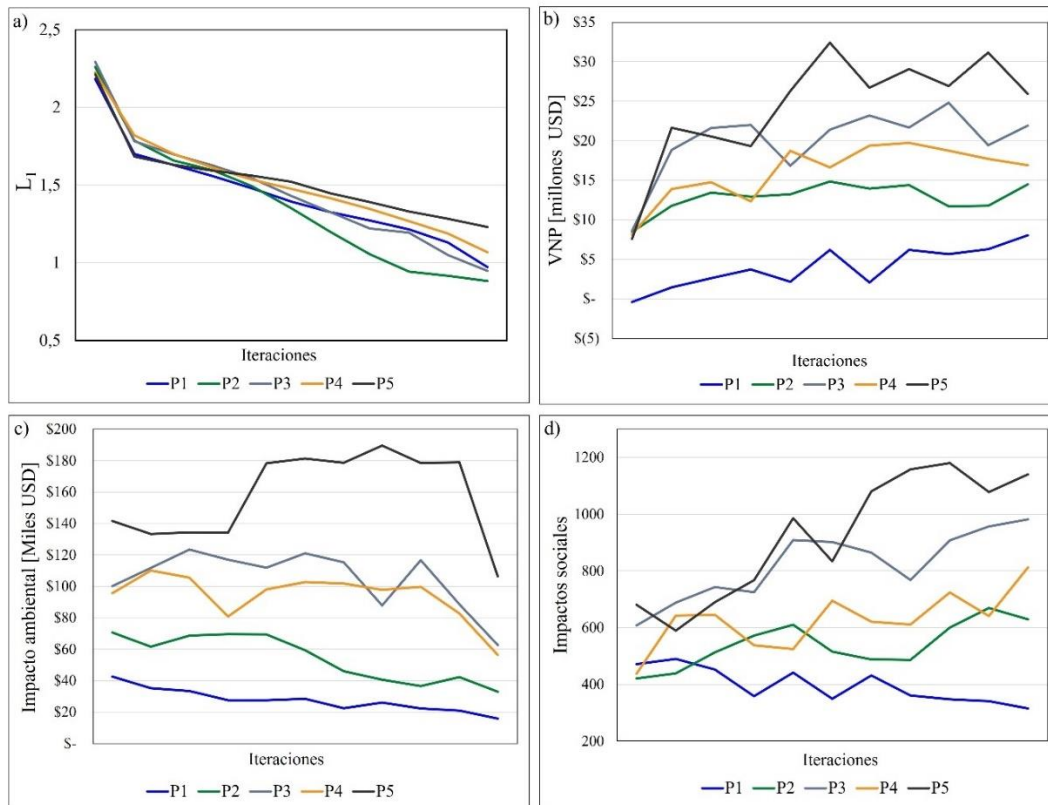 a)
2,5
2
1,5
1
0,5
L1
Iteraciones
P1 P2 P3 P4 P5
b)
$35
$30
$25
$20
$15
$10
$5
$-
$(5)
VNP [millones USD]
Iteraciones
P1 P2 P3 P4 P5
c)
$200
$180
$160
$140
$120
$100
$80
$60
$40
$20
$-
Impacto ambiental [Miles USD]
Iteraciones
P1 P2 P3 P4 P5
d)
1200
1000
800
600
400
200
Impactos sociales
Iteraciones
P1 P2 P3 P4 P5